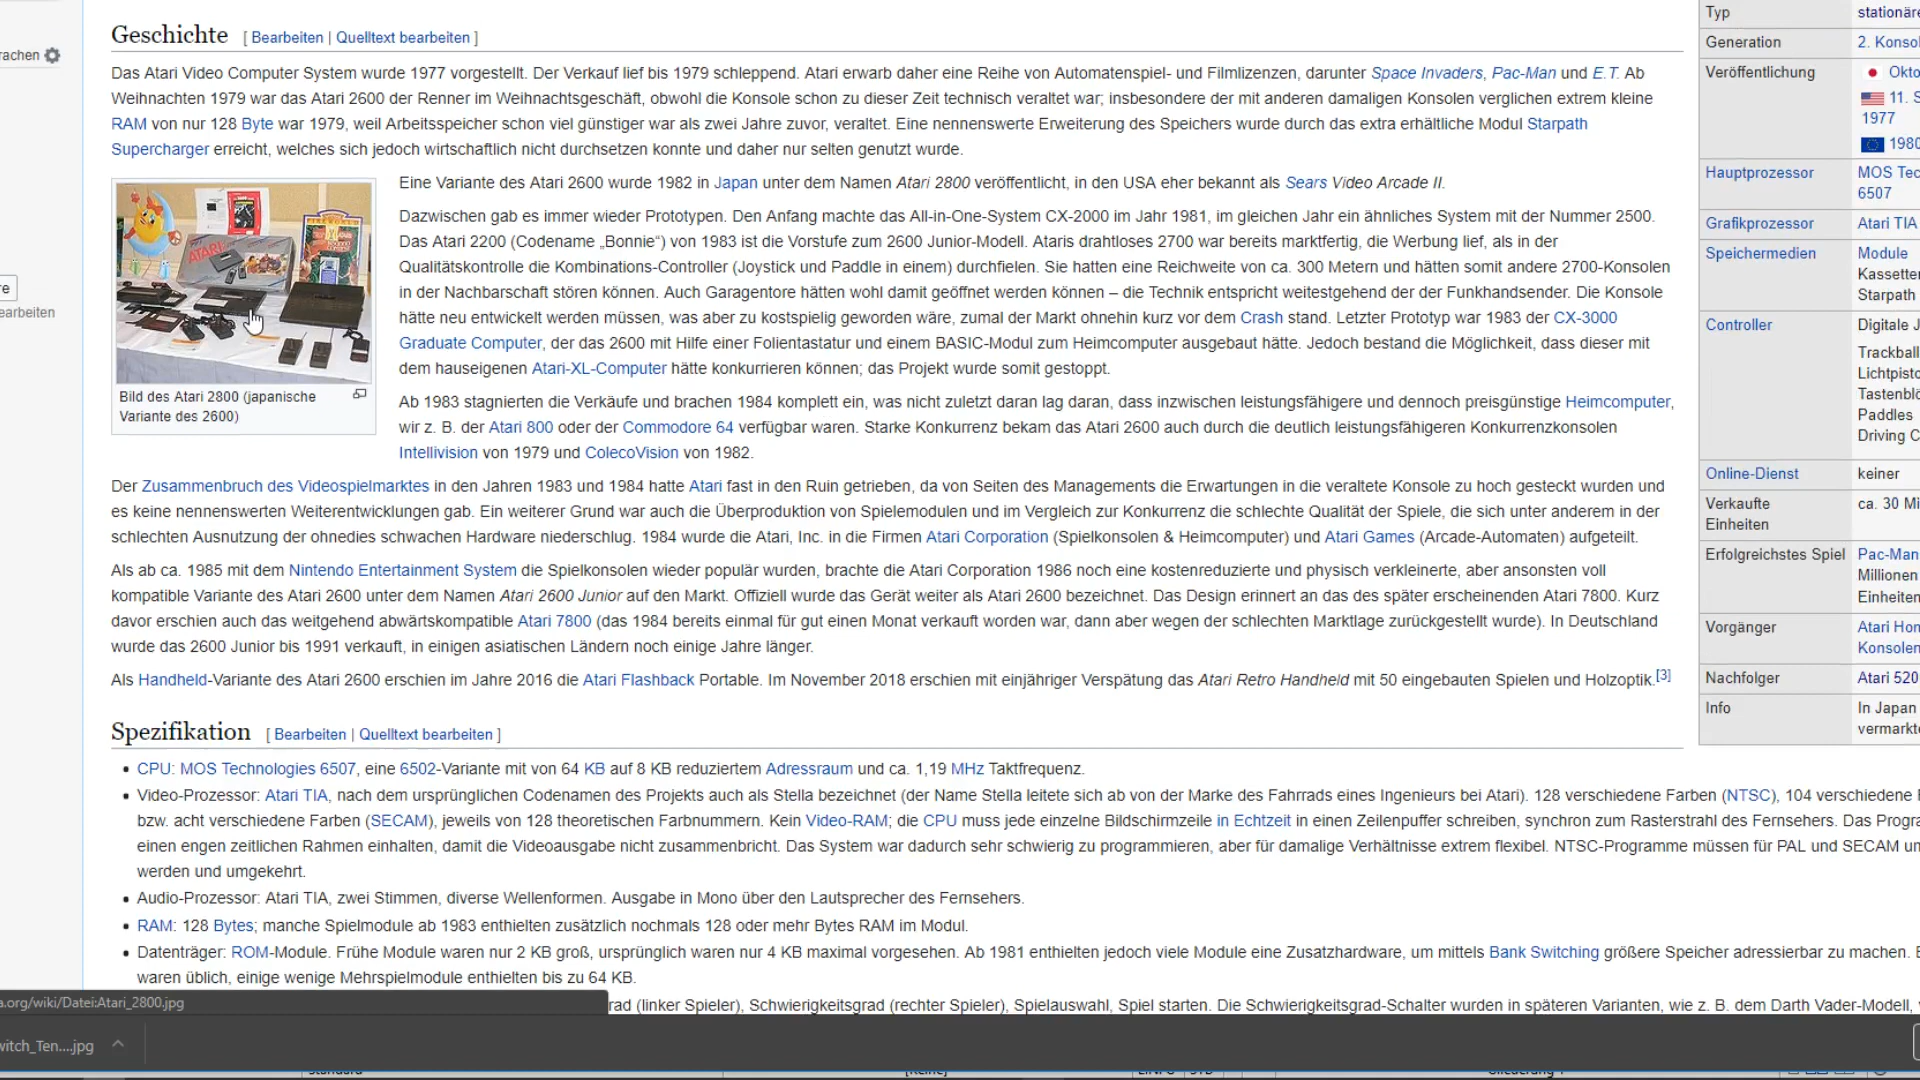 Geschichte [ Bearbeiten | Quelltext bearbeiten ]
Das Atari Video Computer System wurde 1977 vorgestellt. Der Verkauf lief bis 1979 schleppend. Atari erwarb daher eine Reihe von Automatenspiel- und Filmlizenzen, darunter Space Invaders, Pac-Man und E.T. Ab
Weihnachten 1979 war das Atari 2600 der Renner im Weihnachtsgeschäft, obwohl die Konsole schon zu dieser Zeit technisch veraltet war; insbesondere der mit anderen damaligen Konsolen verglichen extrem kleine
RAM von nur 128 Byte war 1979, weil Arbeitsspeicher schon viel günstiger war als zwei Jahre zuvor, veraltet. Eine nennenswerte Erweiterung des Speichers wurde durch das extra erhältliche Modul Starpath
Supercharger erreicht, welches sich jedoch wirtschaftlich nicht durchsetzen konnte und daher nur selten genutzt wurde.
ATARI
Bild des Atari 2800 (japanische
Variante des 2600)
Eine Variante des Atari 2600 wurde 1982 in Japan unter dem Namen Atari 2800 veröffentlicht, in den USA eher bekannt als Sears Video Arcade II.
Dazwischen gab es immer wieder Prototypen. Den Anfang machte das All-in-One-System CX-2000 im Jahr 1981, im gleichen Jahr ein ähnliches System mit der Nummer 2500.
Das Atari 2200 (Codename „Bonnie“) von 1983 ist die Vorstufe zum 2600 Junior-Modell. Ataris drahtloses 2700 war bereits marktfertig, die Werbung lief, als in der
Qualitätskontrolle die Kombinations-Controller (Joystick und Paddle in einem) durchfielen. Sie hatten eine Reichweite von ca. 300 Metern und hätten somit andere 2700-Konsolen
in der Nachbarschaft stören können. Auch Garagentore hätten wohl damit geöffnet werden können – die Technik entspricht weitestgehend der der Funkhandsender. Die Konsole
hätte neu entwickelt werden müssen, was aber zu kostspielig geworden wäre, zumal der Markt ohnehin kurz vor dem Crash stand. Letzter Prototyp war 1983 der CX-3000
Graduate Computer, der das 2600 mit Hilfe einer Folientastatur und einem BASIC-Modul zum Heimcomputer ausgebaut hätte. Jedoch bestand die Möglichkeit, dass dieser mit
dem hauseigenen Atari-XL-Computer hätte konkurrieren können; das Projekt wurde somit gestoppt.
Ab 1983 stagnierten die Verkäufe und brachen 1984 komplett ein, was nicht zuletzt daran lag daran, dass inzwischen leistungsfähigere und dennoch preisgünstige Heimcomputer,
wir z. B. der Atari 800 oder der Commodore 64 verfügbar waren. Starke Konkurrenz bekam das Atari 2600 auch durch die deutlich leistungsfähigeren Konkurrenzkonsolen
Intellivision von 1979 und ColecoVision von 1982.
Der Zusammenbruch des Videospielmarktes in den Jahren 1983 und 1984 hatte Atari fast in den Ruin getrieben, da von Seiten des Managements die Erwartungen in die veraltete Konsole zu hoch gesteckt wurden und
es keine nennenswerten Weiterentwicklungen gab. Ein weiterer Grund war auch die Überproduktion von Spielemodulen und im Vergleich zur Konkurrenz die schlechte Qualität der Spiele, die sich unter anderem in der
schlechten Ausnutzung der ohnedies schwachen Hardware niederschlug. 1984 wurde die Atari, Inc. in die Firmen Atari Corporation (Spielkonsolen & Heimcomputer) und Atari Games (Arcade-Automaten) aufgeteilt.
Als ab ca. 1985 mit dem Nintendo Entertainment System die Spielkonsolen wieder populär wurden, brachte die Atari Corporation 1986 noch eine kostenreduzierte und physisch verkleinerte, aber ansonsten voll
kompatible Variante des Atari 2600 unter dem Namen Atari 2600 Junior auf den Markt. Offiziell wurde das Gerät weiter als Atari 2600 bezeichnet. Das Design erinnert an das des später erscheinenden Atari 7800. Kurz
davor erschien auch das weitgehend abwärtskompatible Atari 7800 (das 1984 bereits einmal für gut einen Monat verkauft worden war, dann aber wegen der schlechten Marktlage zurückgestellt wurde). In Deutschland
wurde das 2600 Junior bis 1991 verkauft, in einigen asiatischen Ländern noch einige Jahre länger.
Als Handheld-Variante des Atari 2600 erschien im Jahre 2016 die Atari Flashback Portable. Im November 2018 erschien mit einjähriger Verspätung das Atari Retro Handheld mit 50 eingebauten Spielen und Holzoptik.[3]
Spezifikation [ Bearbeiten | Quelltext bearbeiten ]
• CPU: MOS Technologies 6507, eine 6502-Variante mit von 64 KB auf 8 KB reduziertem Adressraum und ca. 1,19 MHz Taktfrequenz.
• Video-Prozessor: Atari TIA, nach dem ursprünglichen Codenamen des Projekts auch als Stella bezeichnet (der Name Stella leitete sich ab von der Marke des Fahrrads eines Ingenieurs bei Atari). 128 verschiedene Farben (NTSC), 104 verschiedene F
bzw. acht verschiedene Farben (SECAM), jeweils von 128 theoretischen Farbnummern. Kein Video-RAM; die CPU muss jede einzelne Bildschirmzeile in Echtzeit in einen Zeilenpuffer schreiben, synchron zum Rasterstrahl des Fernsehers. Das Progra
einen engen zeitlichen Rahmen einhalten, damit die Videoausgabe nicht zusammenbricht. Das System war dadurch sehr schwierig zu programmieren, aber für damalige Verhältnisse extrem flexibel. NTSC-Programme müssen für PAL und SECAM un
werden und umgekehrt.
• Audio-Prozessor: Atari TIA, zwei Stimmen, diverse Wellenformen. Ausgabe in Mono über den Lautsprecher des Fernsehers.
• RAM: 128 Bytes; manche Spielmodule ab 1983 enthielten zusätzlich nochmals 128 oder mehr Bytes RAM im Modul.
• Datenträger: ROM-Module. Frühe Module waren nur 2 KB groß, ursprünglich waren nur 4 KB maximal vorgesehen. Ab 1981 enthielten jedoch viele Module eine Zusatzhardware, um mittels Bank Switching größere Speicher adressierbar zu machen. E
waren üblich, einige wenige Mehrspielmodule enthielten bis zu 64 KB.
rad (linker Spieler), Schwierigkeitsgrad (rechter Spieler), Spielauswahl, Spiel starten. Die Schwierigkeitsgrad-Schalter wurden in späteren Varianten, wie z. B. dem Darth Vader-Modell,
Typ stationäre
Generation 2. Konsol
Veröffentlichung Okto
11. S
1977
1980
Hauptprozessor MOS Tec
6507
Grafikprozessor Atari TIA
Speichermedien Module
Kassetten
Starpath
Controller Digitale J
Trackball
Lichtpisto
Tastenblö
Paddles
Driving C
Online-Dienst keiner
Verkaufte
Einheiten ca. 30 Mi
Erfolgreichstes Spiel Pac-Man
Millionen
Einheiten
Vorgänger Atari Hom
Konsolen
Nachfolger Atari 520
Info In Japan
vermarkte
rachen
re
earbeiten
a.org/wiki/Datei:Atari_2800.jpg
witch_Ten....jpg